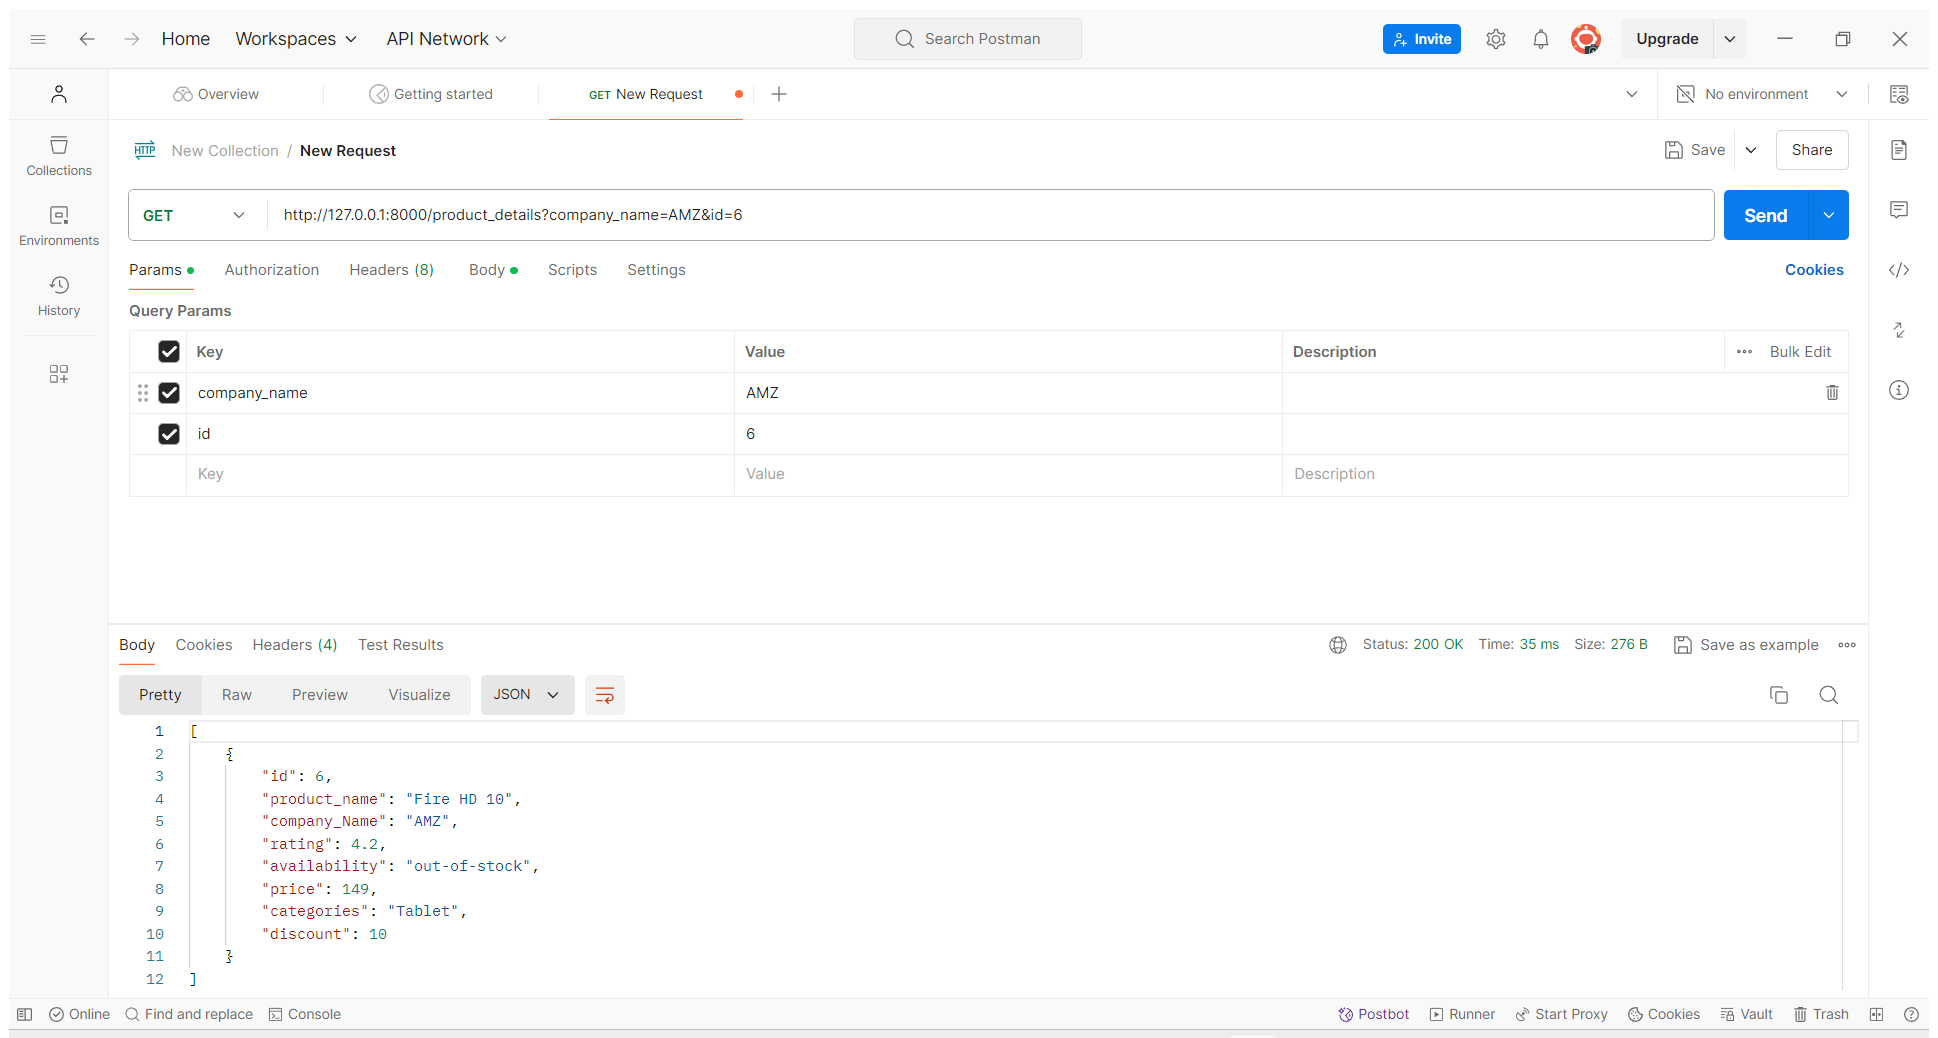 Home Workspaces API Network Search Postman Invite Upgrade
Overview Getting started GET New Request No environment
HTTP New Collection / New Request Save Share
Collections
GET http://127.0.0.1:8000/product_details?company_name=AMZ&id=6 Send
Environments
Params Authorization Headers (8) Body Scripts Settings Cookies
History
Query Params
Key Value Description Bulk Edit
company_name AMZ
id 6
Key Value Description
Body Cookies Headers (4) Test Results Status: 200 OK Time: 35 ms Size: 276 B Save as example
Pretty Raw Preview Visualize JSON
1 [
2 {
3 "id": 6,
4 "product_name": "Fire HD 10",
5 "company_Name": "AMZ",
6 "rating": 4.2,
7 "availability": "out-of-stock",
8 "price": 149,
9 "categories": "Tablet",
10 "discount": 10
11 }
12 ]
Online Find and replace Console Postbot Runner Start Proxy Cookies Vault Trash